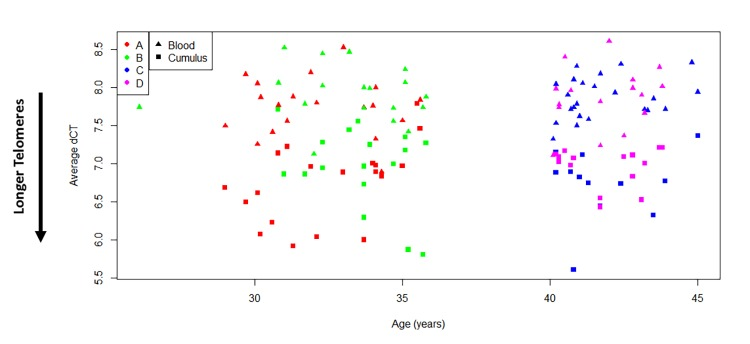 A
B
C
D
Blood
Cumulus
Longer Telomeres
Average dCT
8.5
8.0
7.5
7.0
6.5
6.0
5.5
30
35
40
45
Age (years)